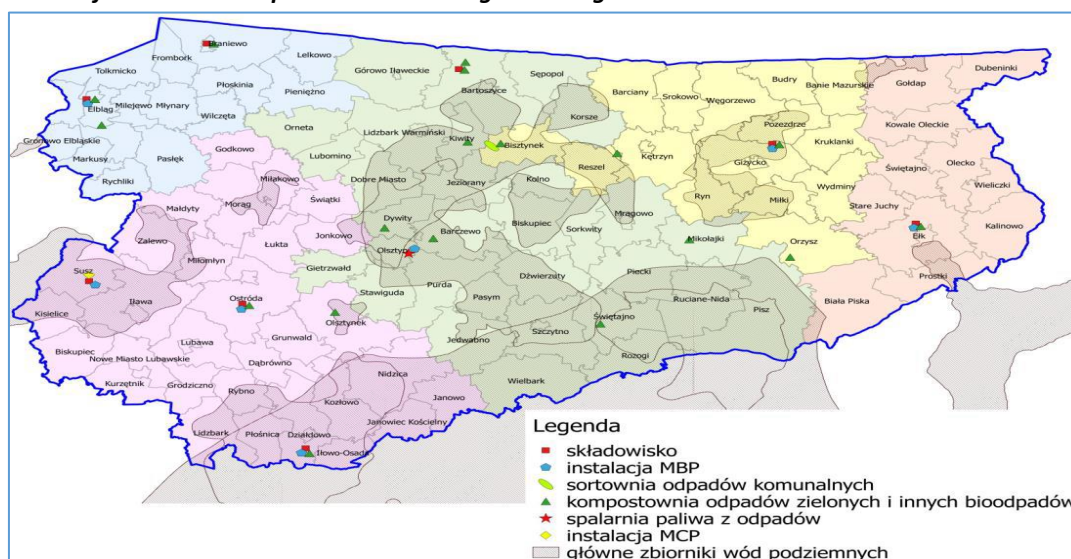 Frombork
Braniewo
Lelkowo
Tolkmicko
Płoskinia
Pieniężno
Górowo Iławeckie
Sępopol
Bartoszyce
Barciany
Srokowo
Węgorzewo
Budry
Banie Mazurskie
Gołdap
Dubeninki
Elbląg
Milejewo
Młynary
Wilczęta
Gronowo Elbląskie
Markusy
Pasłęk
Rychliki
Orneta
Lidzbark Warmiński
Kiwity
Bisztynek
Korsze
Reszel
Kętrzyn
Pozezdrze
Giżycko
Kruklanki
Kowale Oleckie
Świętajno
Olecko
Wieliczki
Godkowo
Lubomino
Dobre Miasto
Jeziorany
Kolno
Ryn
Miłki
Wydminy
Stare Juchy
Kalinowo
Miłakowo
Morąg
Świątki
Małdyty
Zalewo
Łukta
Jonkowo
Dywity
Barczewo
Biskupiec
Mrągowo
Sorkwity
Mikołajki
Orzysz
Ełk
Prostki
Olsztyn
Miłomłyn
Susz
Iława
Kisielice
Gietrzwałd
Stawiguda
Purda
Pasym
Dźwierzuty
Piecki
Ruciane-Nida
Pisz
Biała Piska
Ostróda
Olsztynek
Grunwald
Szczytno
Świętajno
Jedwabno
Rozogi
Wielbark
Biskupiec
Nowe Miasto Lubawskie
Lubawa
Dąbrówno
Kurzętnik
Grodziczno
Rybno
Nidzica
Kozłowo
Janowo
Janowiec Kościelny
Lidzbark
Płośnica
Działdowo
Iłowo-Osada
Legenda
składowisko
instalacja MBP
sortownia odpadów komunalnych
kompostownia odpadów zielonych i innych bioodpadów
spalarnia paliwa z odpadów
instalacja MCP
główne zbiorniki wód podziemnych